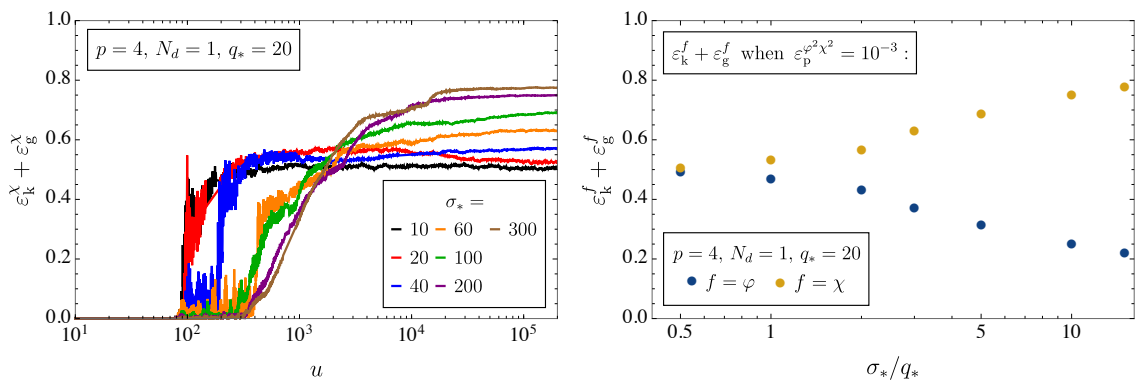 p = 4, N_d = 1, q_* = 20
ε_k^χ + ε_g^χ
1.0
0.8
0.6
0.4
0.2
0.0
σ_* =
10 60 300
20 100
40 200
10^1 10^2 10^3 10^4 10^5
u
ε_k^f + ε_g^f when ε_p^{φ²χ²} = 10^{-3} :
ε_k^f + ε_g^f
1.0
0.8
0.6
0.4
0.2
0.0
p = 4, N_d = 1, q_* = 20
f = φ f = χ
0.5 1 5 10
σ_*/q_*